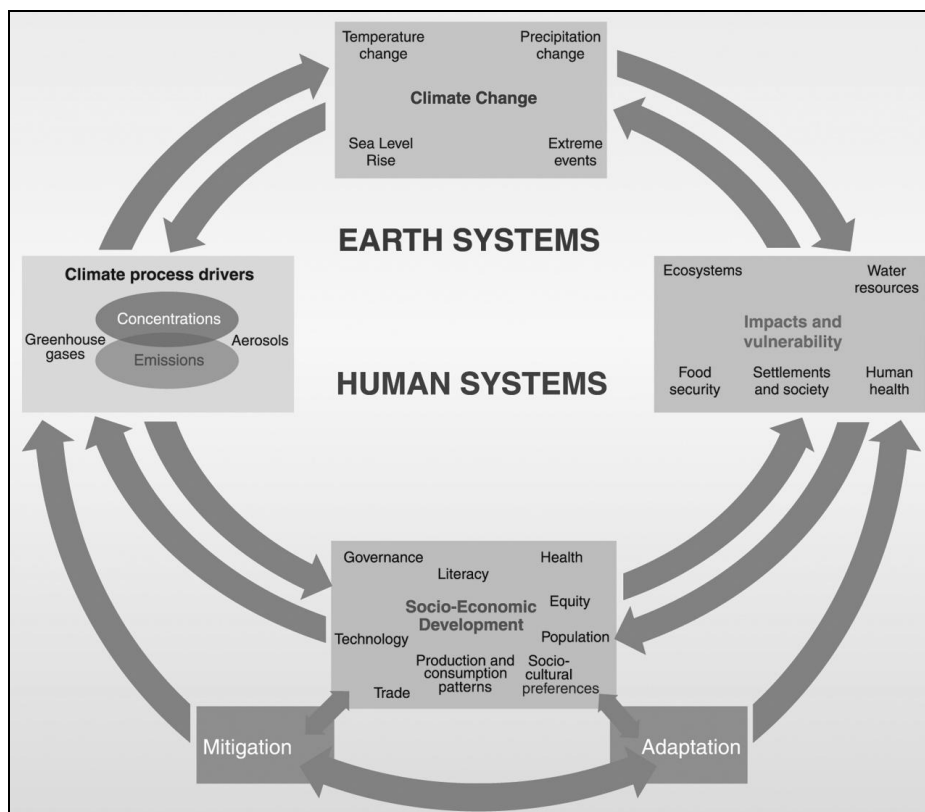 Temperature
change
Precipitation
change
Climate Change
Sea Level
Rise
Extreme
events
EARTH SYSTEMS
Climate process drivers
Concentrations
Greenhouse
gases
Aerosols
Emissions
Ecosystems
Water
resources
Impacts and
vulnerability
Food
security
Settlements
and society
Human
health
HUMAN SYSTEMS
Governance
Literacy
Health
Socio-Economic
Development
Equity
Technology
Population
Production and
consumption
patterns
Socio-
cultural
preferences
Trade
Mitigation
Adaptation